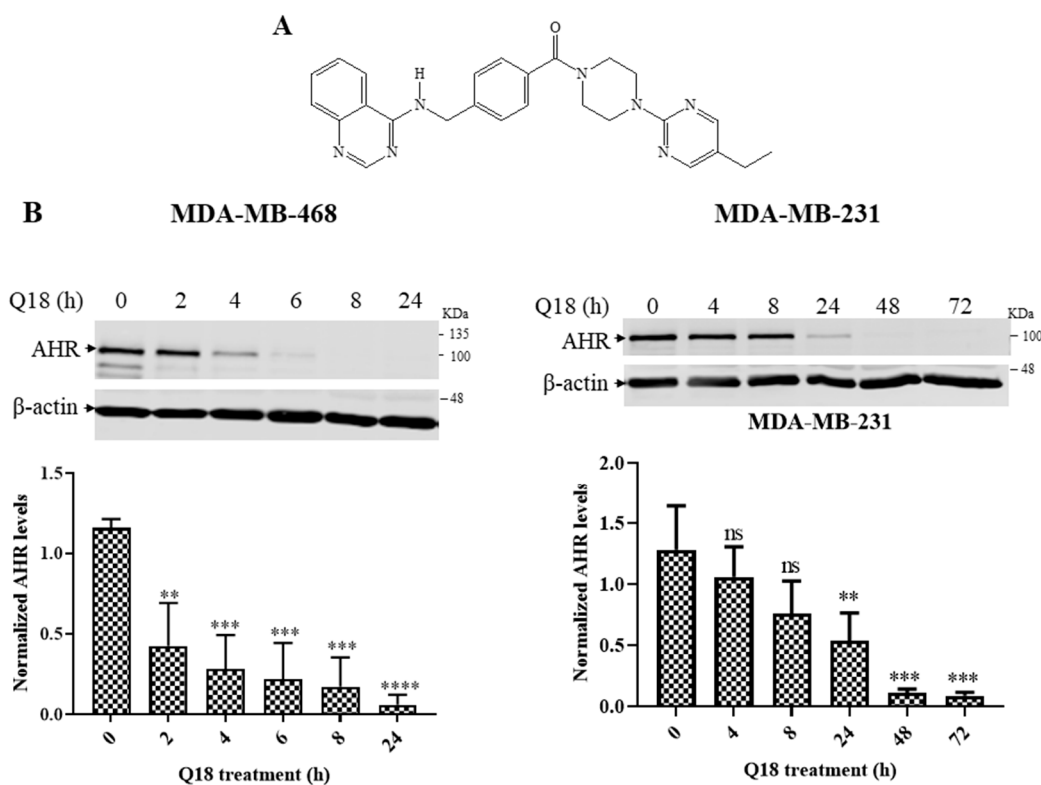 A
O
H
N
N
N
N
N
N
N
B
MDA-MB-468
MDA-MB-231
Q18 (h) 0 2 4 6 8 24
KDa
AHR
135
100
β-actin
48
Q18 (h) 0 4 8 24 48 72
KDa
AHR
100
48
β-actin
MDA-MB-231
Normalized AHR levels
1.5
1.0
0.5
0.0
** *** *** *** ****
0 2 4 6 8 24
Q18 treatment (h)
Normalized AHR levels
2.0
1.5
1.0
0.5
0.0
ns ns ** *** ***
0 4 8 24 48 72
Q18 treatment (h)